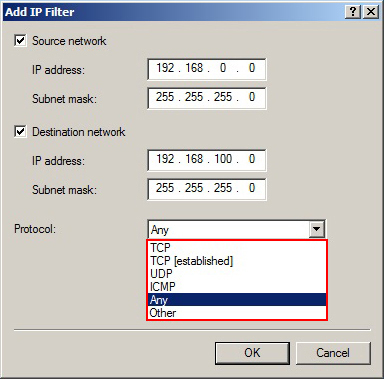 Add IP Filter
Source network
IP address: 192 . 168 . 0 . 0
Subnet mask: 255 . 255 . 255 . 0
Destination network
IP address: 192 . 168 . 100 . 0
Subnet mask: 255 . 255 . 255 . 0
Protocol: Any
TCP
TCP [established]
UDP
ICMP
Any
Other
OK Cancel